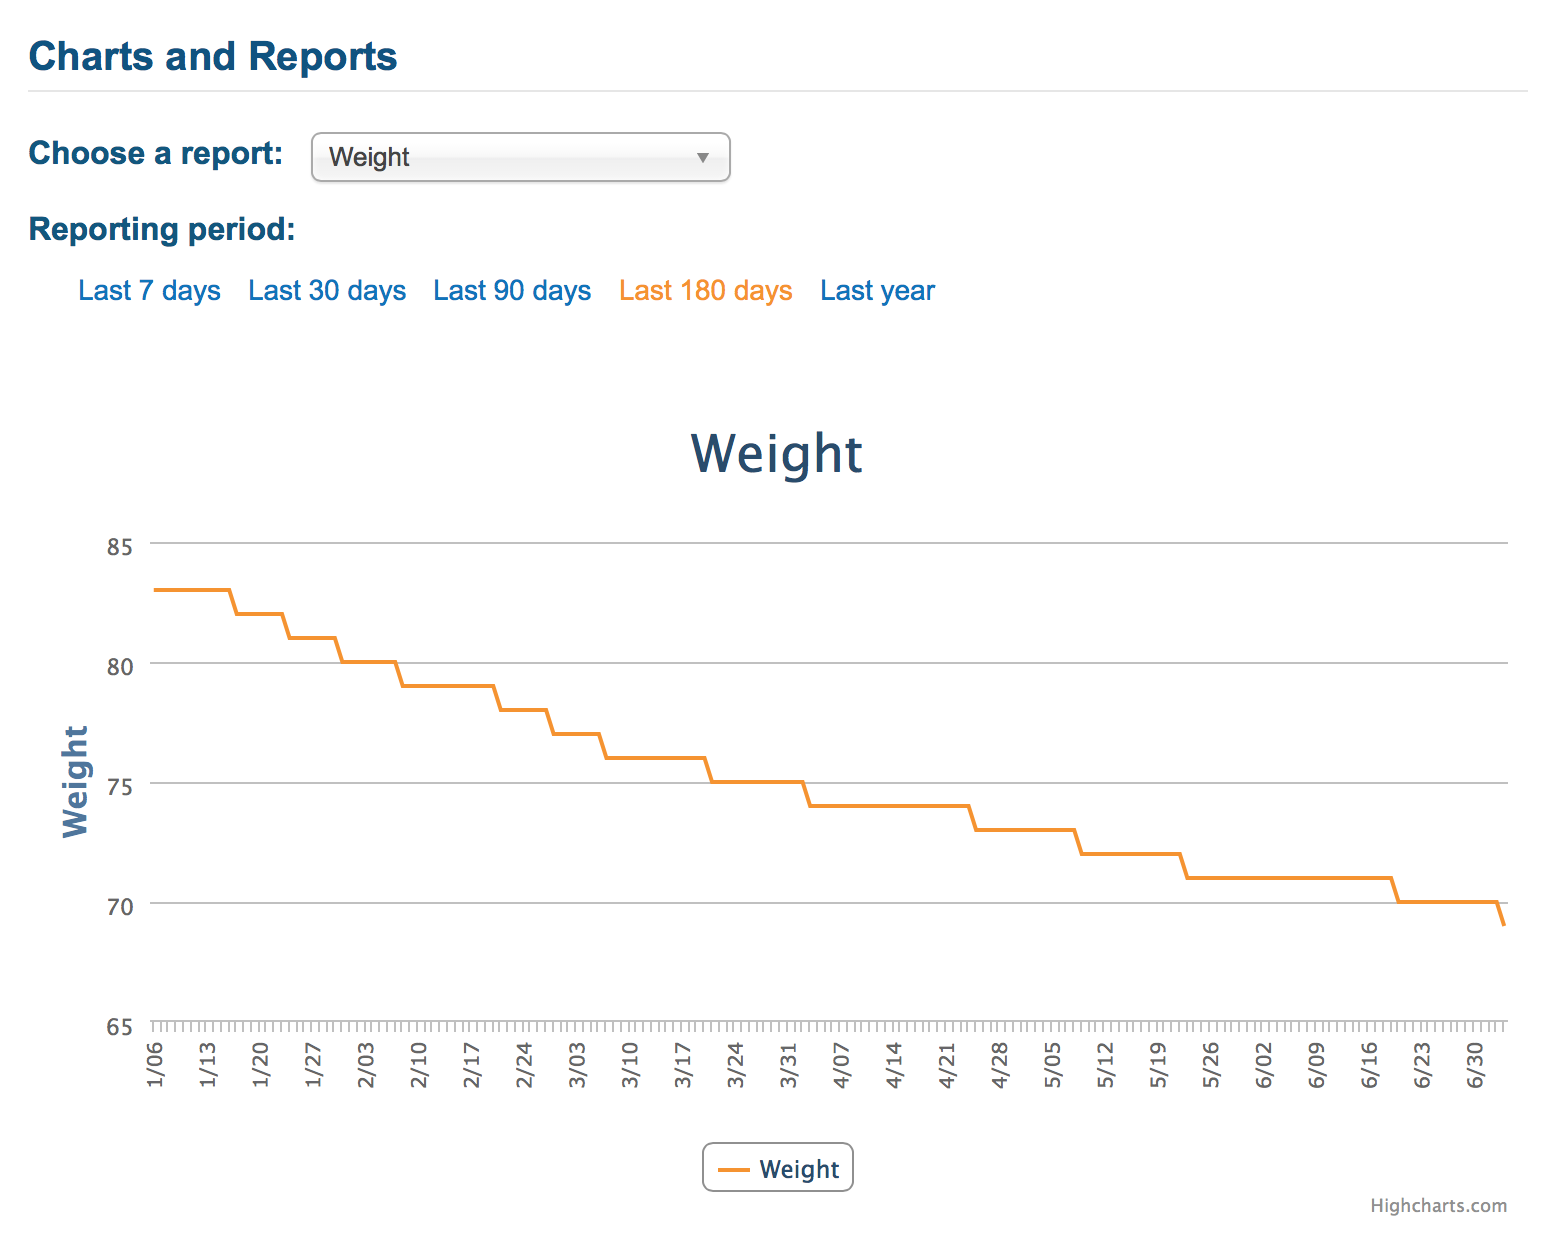 Charts and Reports
Choose a report: Weight
Reporting period:
Last 7 days Last 30 days Last 90 days Last 180 days Last year
Weight
Weight
85
80
75
70
65
1/06 1/13 1/20 1/27 2/03 2/10 2/17 2/24 3/03 3/10 3/17 3/24 3/31 4/07 4/14 4/21 4/28 5/05 5/12 5/19 5/26 6/02 6/09 6/16 6/23 6/30
Weight
Highcharts.com